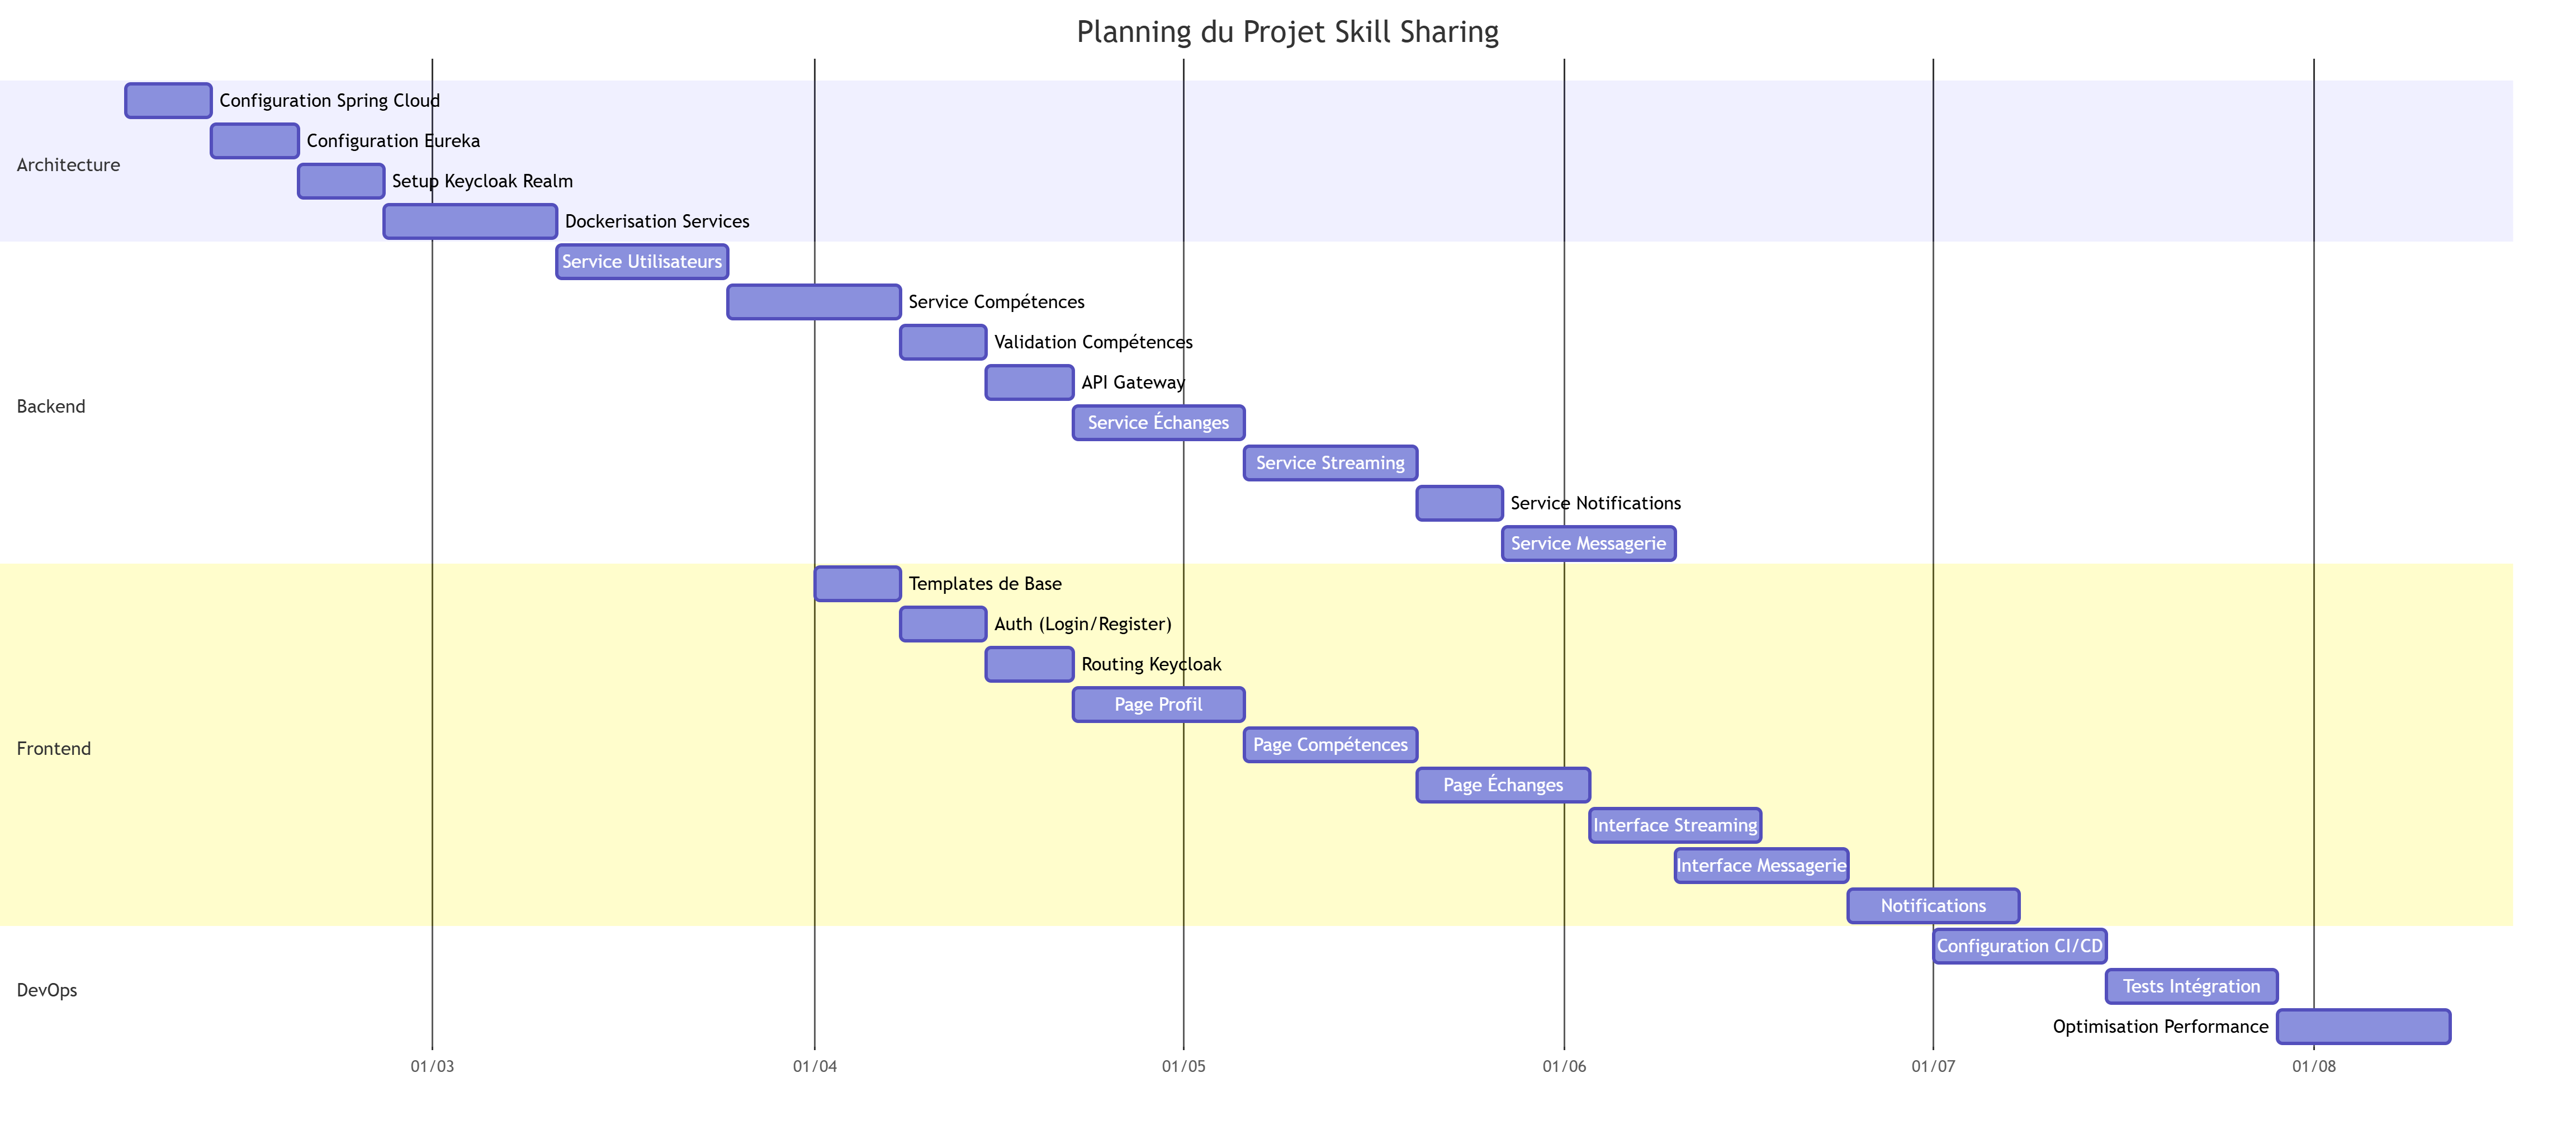 Planning du Projet Skill Sharing
Architecture
Configuration Spring Cloud
Configuration Eureka
Setup Keycloak Realm
Dockerisation Services
Backend
Service Utilisateurs
Service Compétences
Validation Compétences
API Gateway
Service Échanges
Service Streaming
Service Notifications
Service Messagerie
Frontend
Templates de Base
Auth (Login/Register)
Routing Keycloak
Page Profil
Page Compétences
Page Échanges
Interface Streaming
Interface Messagerie
Notifications
DevOps
Configuration CI/CD
Tests Intégration
Optimisation Performance
01/03
01/04
01/05
01/06
01/07
01/08